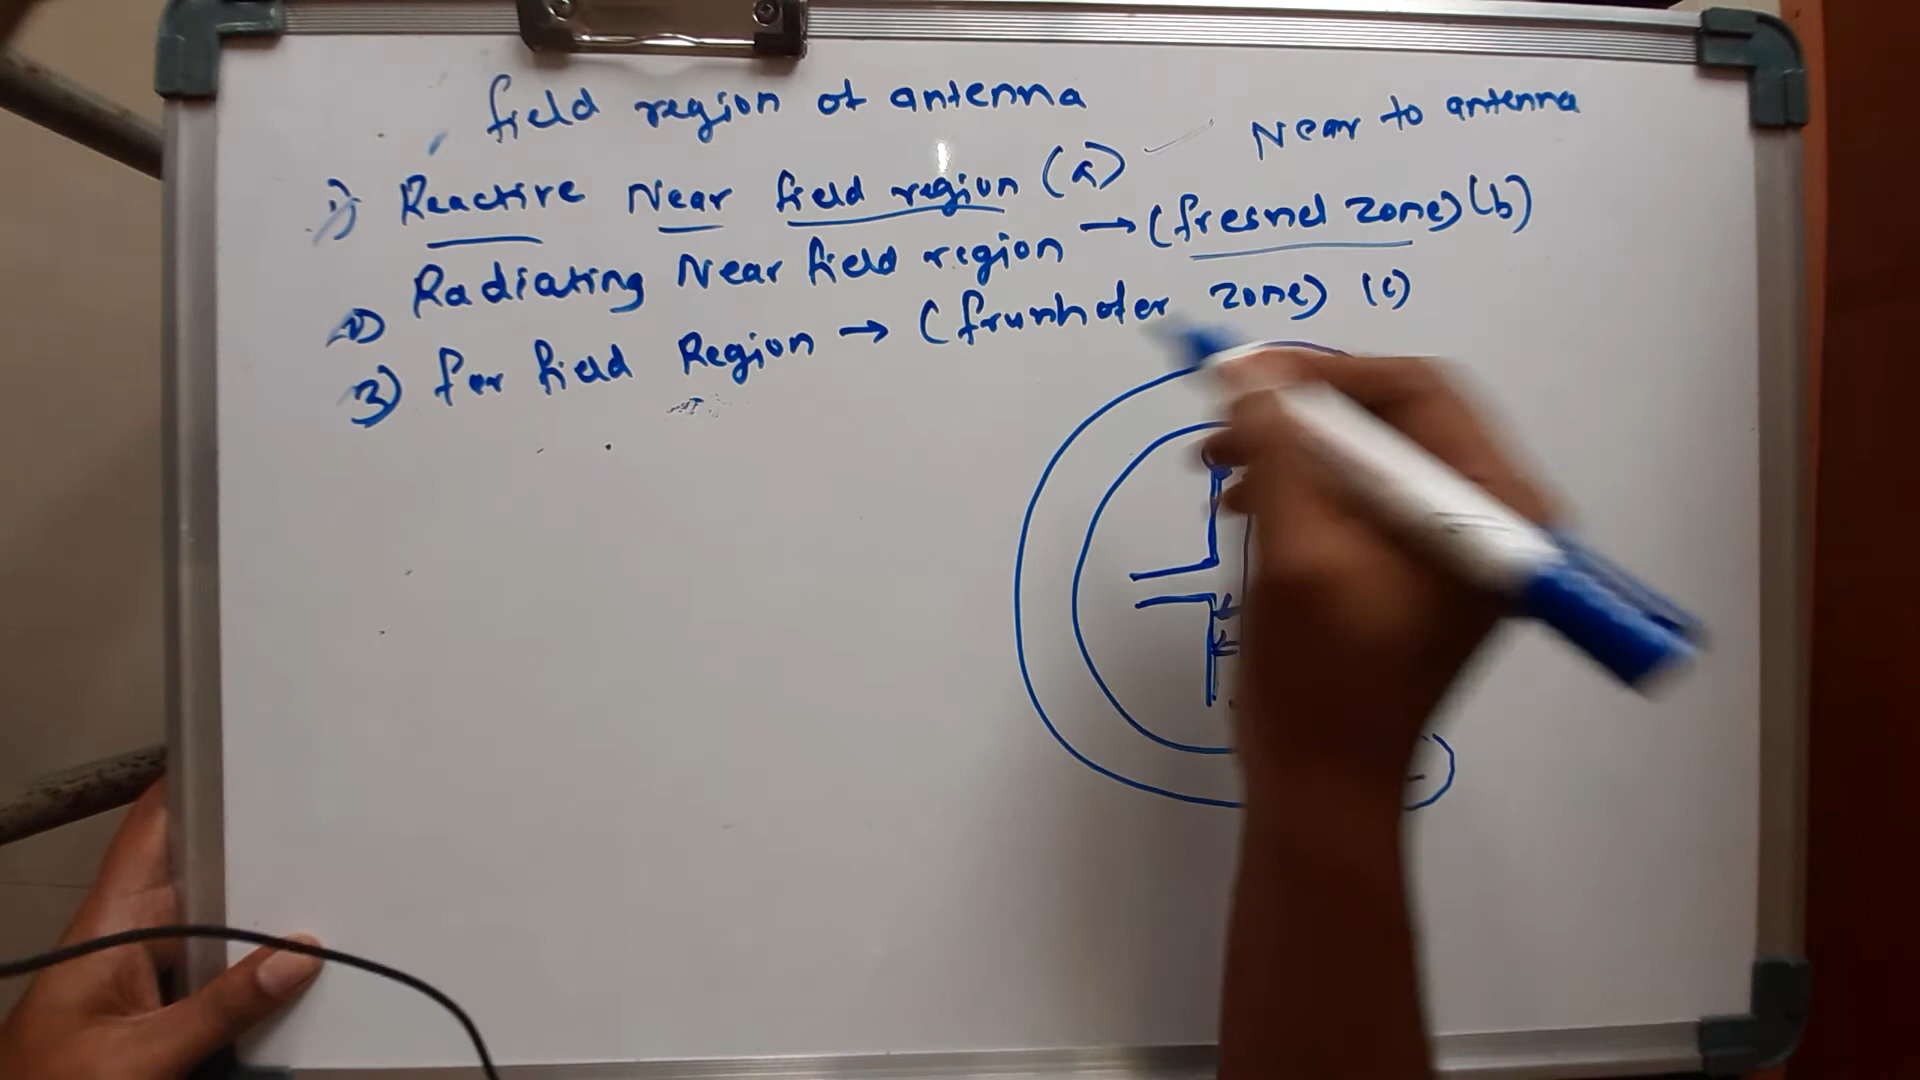 field region of antenna
Near to antenna
1) Reactive Near field region (a)
2) Radiating Near field region → (fresnel zone) (b)
3) far field Region → (frunhofer zone) (c)